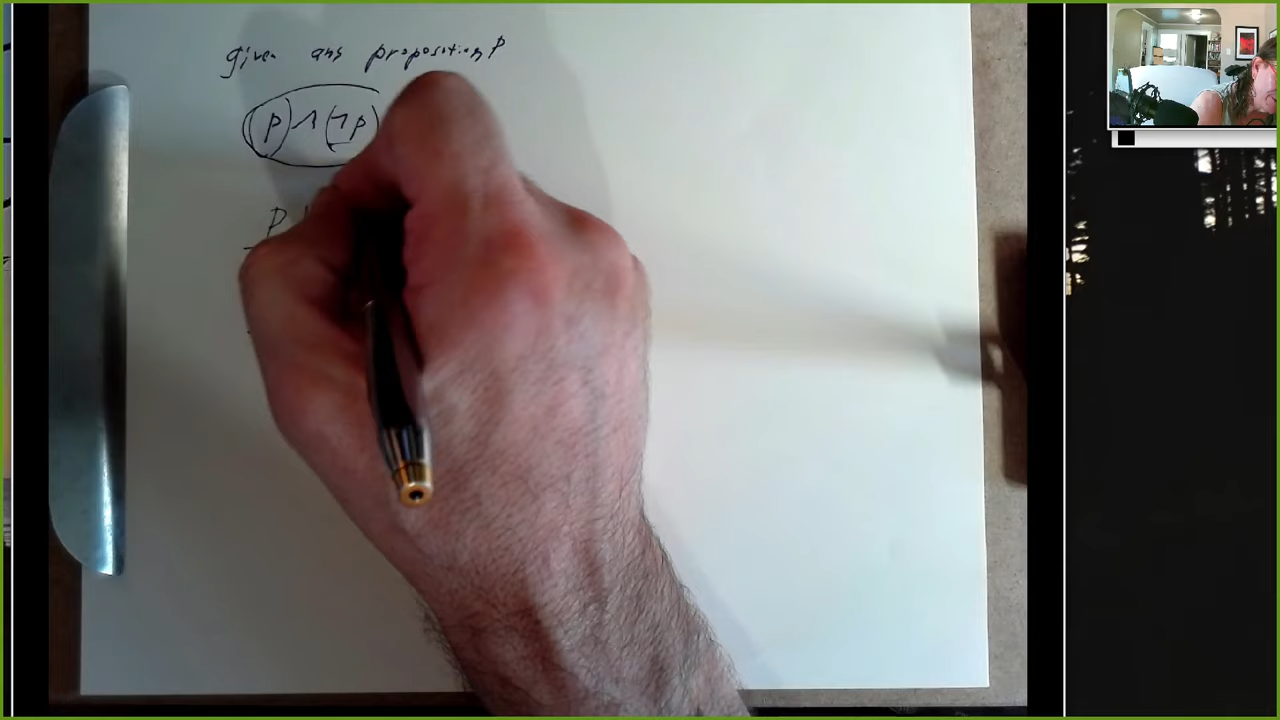 given any proposition P
(p)∧(¬p)
P